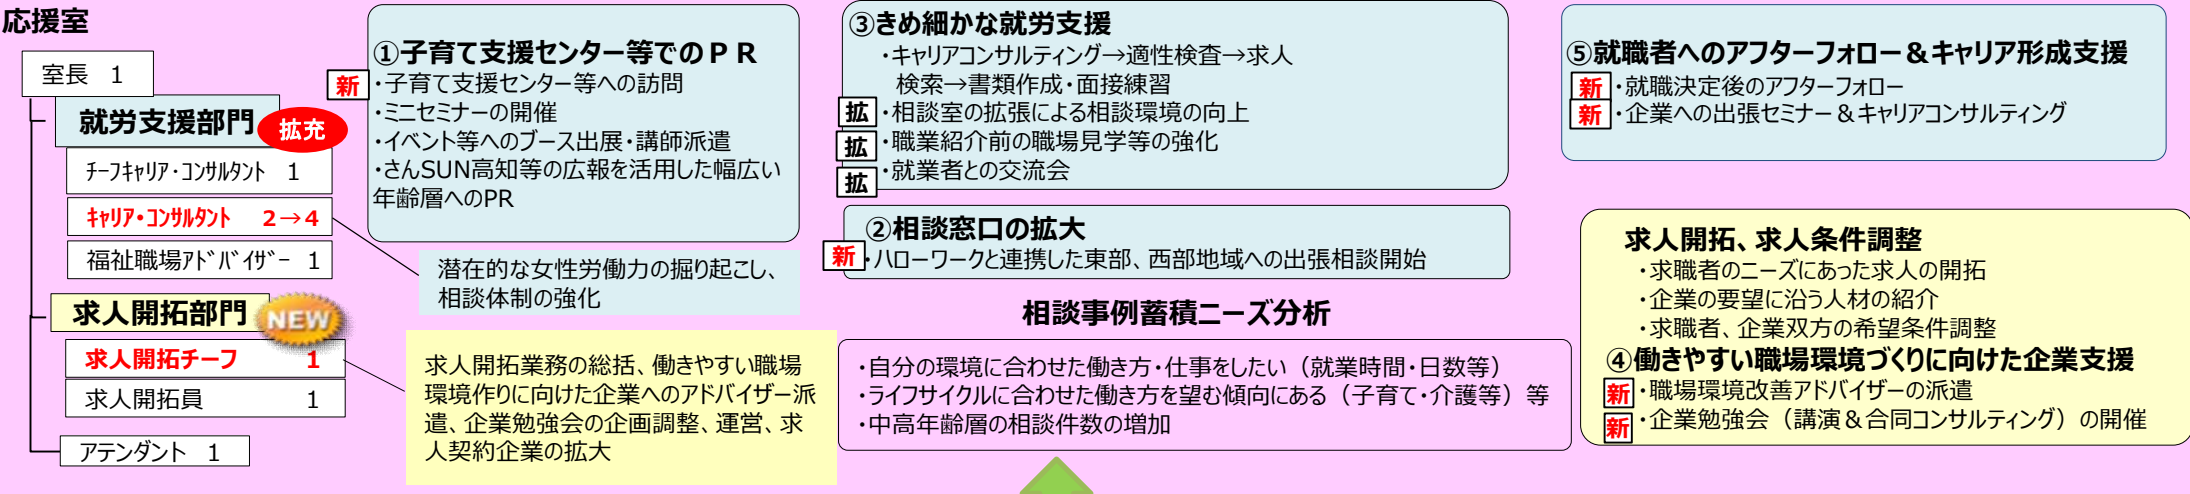 応援室
室長 1
就労支援部門 拡充
チーフキャリア・コンサルタント 1
キャリア・コンサルタント 2→4
福祉職場アドバイザー 1
求人開拓部門 NEW
求人開拓チーフ 1
求人開拓員 1
アテンダント 1
①子育て支援センター等でのPR
新 ・子育て支援センター等への訪問
・ミニセミナーの開催
・イベント等へのブース出展・講師派遣
・さんSUN高知等の広報を活用した幅広い
年齢層へのPR
潜在的な女性労働力の掘り起こし、
相談体制の強化
求人開拓業務の総括、働きやすい職場
環境作りに向けた企業へのアドバイザー派
遣、企業勉強会の企画調整、運営、求
人契約企業の拡大
③きめ細かな就労支援
・キャリアコンサルティング→適性検査→求人
検索→書類作成・面接練習
拡 ・相談室の拡張による相談環境の向上
拡 ・職業紹介前の職場見学等の強化
拡 ・就業者との交流会
②相談窓口の拡大
新 ・ハローワークと連携した東部、西部地域への出張相談開始
相談事例蓄積ニーズ分析
・自分の環境に合わせた働き方・仕事をしたい（就業時間・日数等）
・ライフサイクルに合わせた働き方を望む傾向にある（子育て・介護等）等
・中高年齢層の相談件数の増加
⑤就職者へのアフターフォロー＆キャリア形成支援
新 ・就職決定後のアフターフォロー
新 ・企業への出張セミナー＆キャリアコンサルティング
求人開拓、求人条件調整
・求職者のニーズにあった求人の開拓
・企業の要望に沿う人材の紹介
・求職者、企業双方の希望条件調整
④働きやすい職場環境づくりに向けた企業支援
新 ・職場環境改善アドバイザーの派遣
新 ・企業勉強会（講演＆合同コンサルティング）の開催